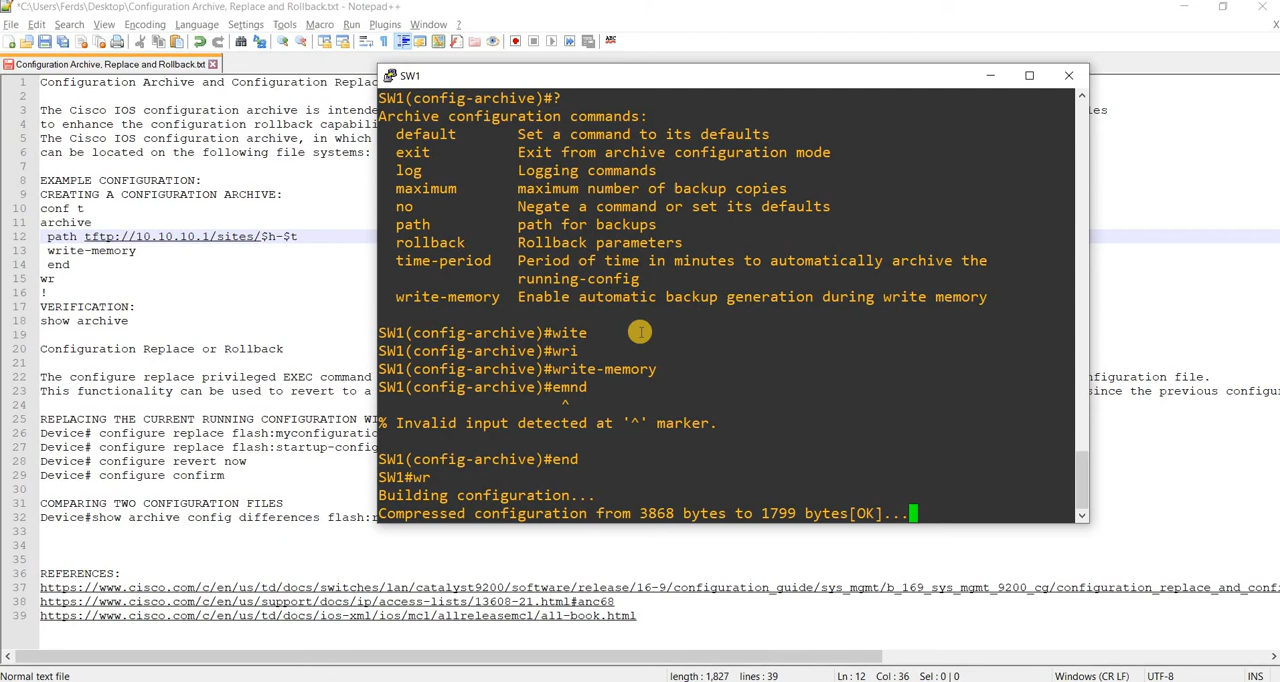 *C:\Users\Ferds\Desktop\Configuration Archive, Replace and Rollback.txt - Notepad++
File Edit Search View Encoding Language Settings Tools Macro Run Plugins Window ?
X
ABC
Configuration Archive, Replace and Rollback.txt
1 Configuration Archive and Configuration Replac
2
3 The Cisco IOS configuration archive is intende les
4 to enhance the configuration rollback capabili
5 The Cisco IOS configuration archive, in which
6 can be located on the following file systems:
7
8 EXAMPLE CONFIGURATION:
9 CREATING A CONFIGURATION ARCHIVE:
10 conf t
11 archive
12 path tftp://10.10.10.1/sites/$h-$t
13 write-memory
14 end
15 wr
16 !
17 VERIFICATION:
18 show archive
19
20 Configuration Replace or Rollback
21
22 The configure replace privileged EXEC command figuration file.
23 This functionality can be used to revert to a since the previous configur
24
25 REPLACING THE CURRENT RUNNING CONFIGURATION WI
26 Device# configure replace flash:myconfiguratio
27 Device# configure replace flash:startup-config
28 Device# configure revert now
29 Device# configure confirm
30
31 COMPARING TWO CONFIGURATION FILES
32 Device#show archive config differences flash:r
33
34
35
36 REFERENCES:
37 https://www.cisco.com/c/en/us/td/docs/switches/lan/catalyst9200/software/release/16-9/configuration_guide/sys_mgmt/b_169_sys_mgmt_9200_cg/configuration_replace_and_conf
38 https://www.cisco.com/c/en/us/support/docs/ip/access-lists/13608-21.html#anc68
39 https://www.cisco.com/c/en/us/td/docs/ios-xml/ios/mcl/allreleasemcl/all-book.html
SW1
SW1(config-archive)#?
Archive configuration commands:
default Set a command to its defaults
exit Exit from archive configuration mode
log Logging commands
maximum maximum number of backup copies
no Negate a command or set its defaults
path path for backups
rollback Rollback parameters
time-period Period of time in minutes to automatically archive the
running-config
write-memory Enable automatic backup generation during write memory
SW1(config-archive)#wite
SW1(config-archive)#wri
SW1(config-archive)#write-memory
SW1(config-archive)#emnd
^
% Invalid input detected at '^' marker.
SW1(config-archive)#end
SW1#wr
Building configuration...
Compressed configuration from 3868 bytes to 1799 bytes[OK]...
Normal text file length : 1,827 lines : 39 Ln : 12 Col : 36 Sel : 0 | 0 Windows (CR LF) UTF-8 INS